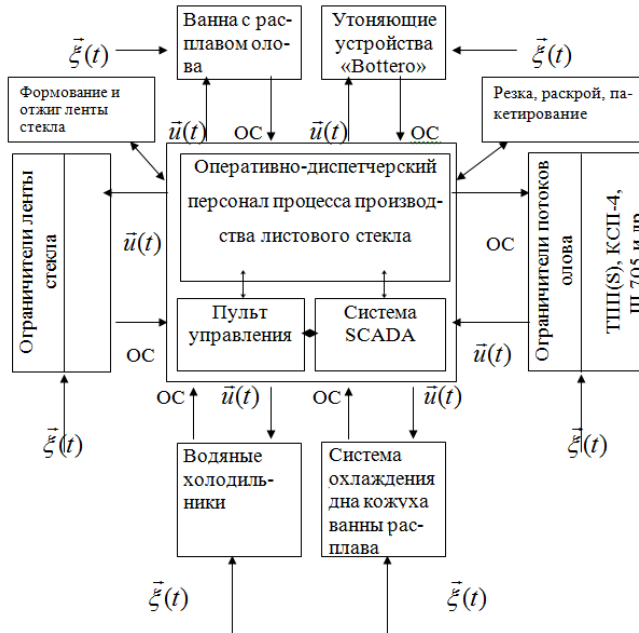 Ванна с рас-
плавом оло-
ва
Утоняющие
устройства
«Bottero»
ξ(t)
ξ(t)
Формование и
отжиг ленты
стекла
Резка, раскрой, па-
кетирование
u(t)
ОС
u(t)
ОС
Оперативно-диспетчерский
персонал процесса производ-
ства листового стекла
Ограничители ленты
стекла
u(t)
ОС
Ограничители потоков
олова
ТПП(S), КСП-4,
Ш 705 и др
Пульт
управления
Система
SCADA
ОС
u(t)
ОС
u(t)
ОС
u(t)
ξ(t)
ξ(t)
Водяные
холодиль-
ники
Система
охлаждения
дна кожуха
ванны рас-
плава
ξ(t)
ξ(t)